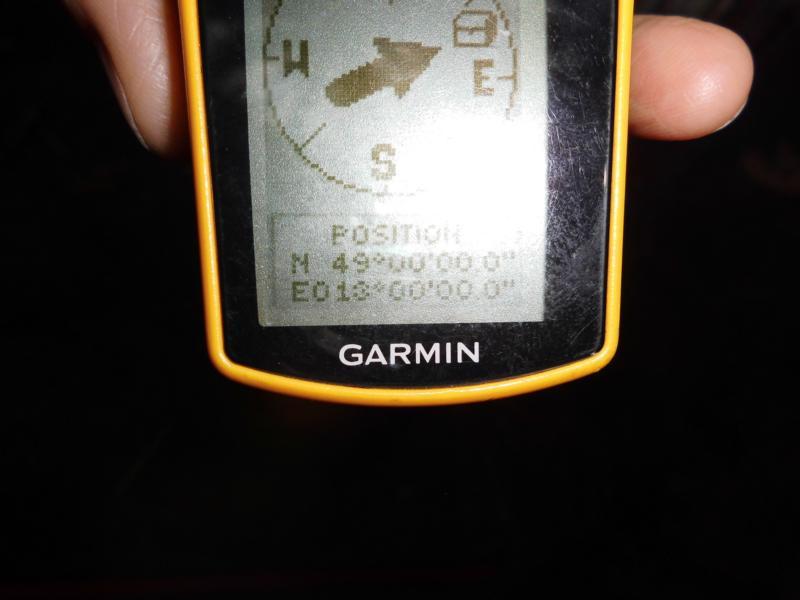 W
E
S
POSITION
N 49°00'00.0"
E013°00'00.0"
GARMIN